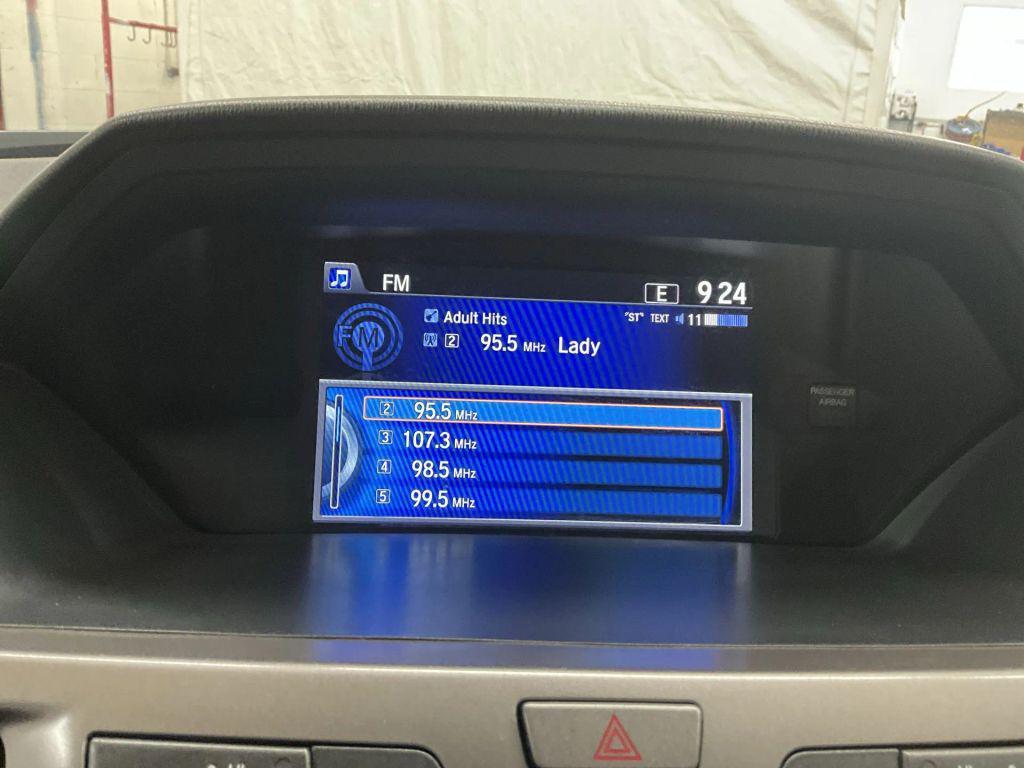 FM
E 9 24
FM
Adult Hits
"ST" TEXT 11
2 95.5 MHz Lady
2 95.5 MHz
3 107.3 MHz
4 98.5 MHz
5 99.5 MHz
PASSENGER
AIRBAG